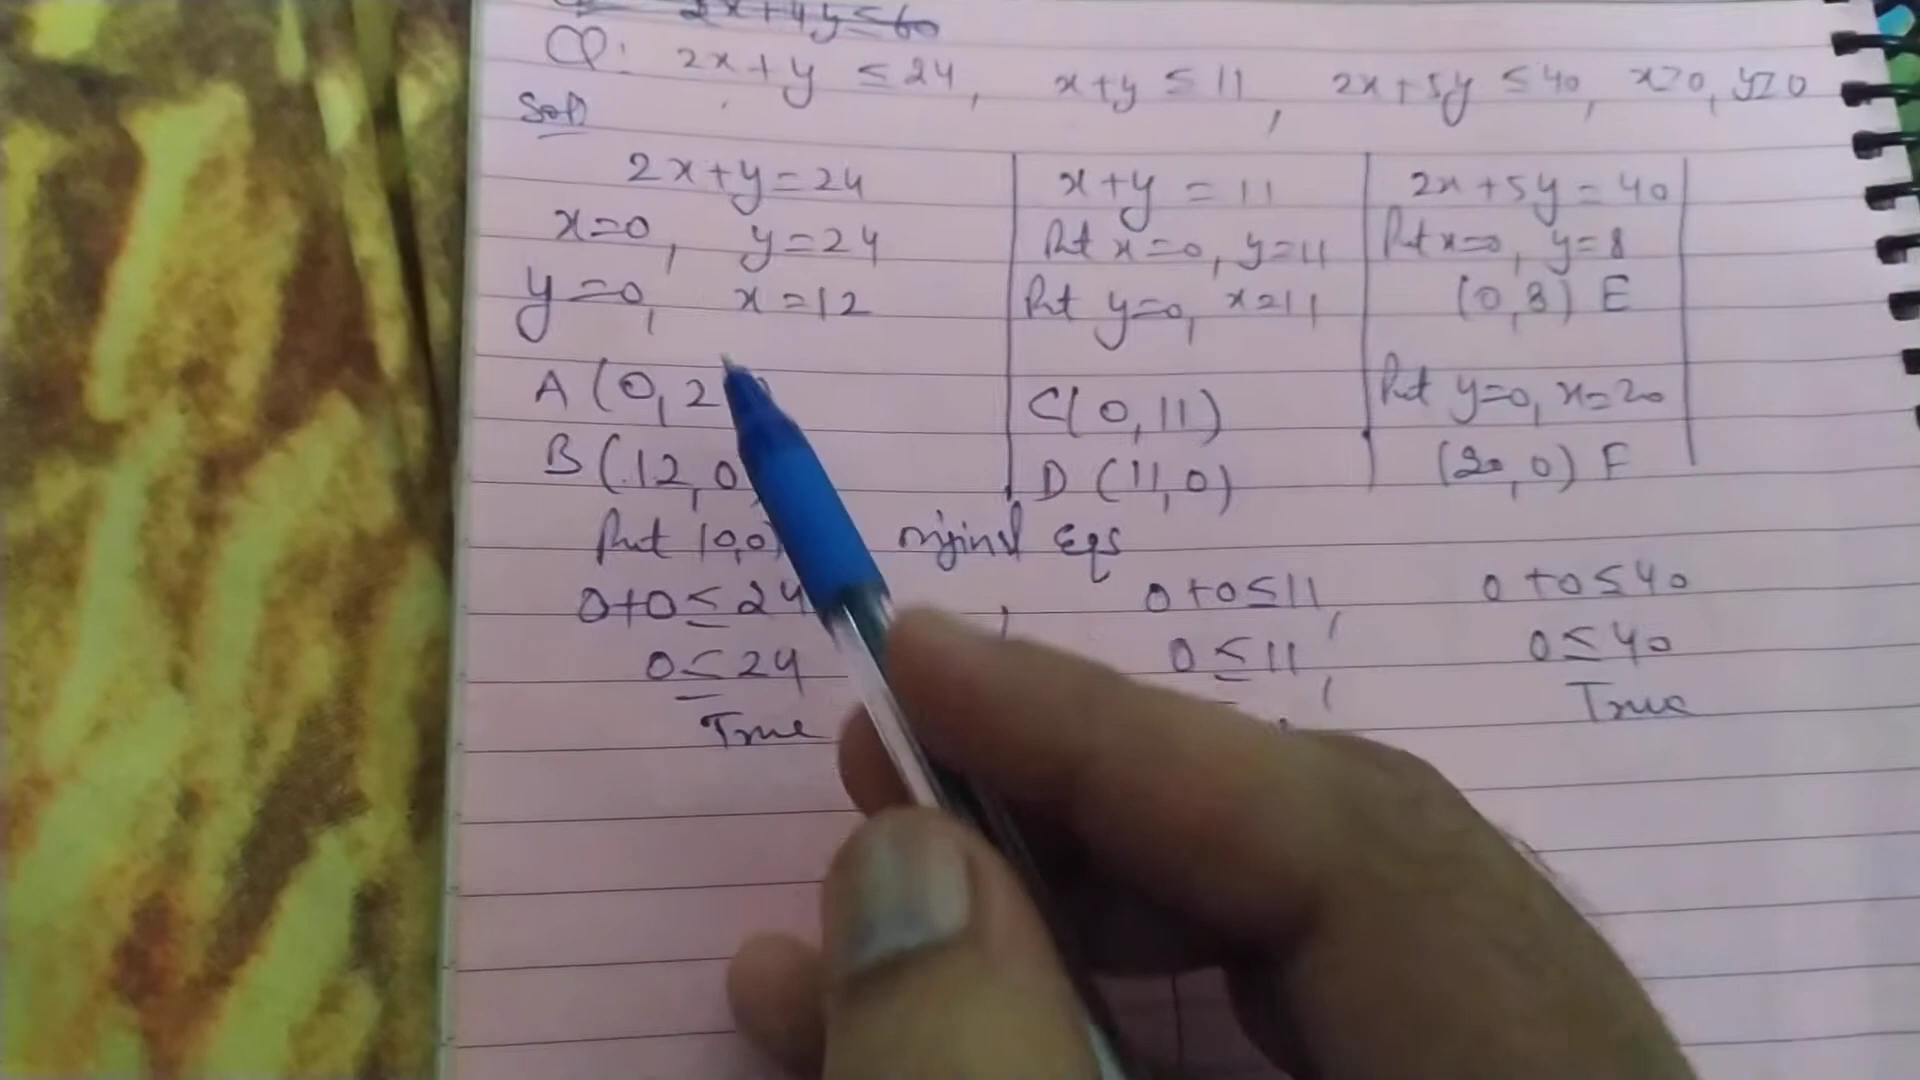 2x+4y≤60
Q: 2x+y ≤ 24, x+y ≤ 11, 2x+5y ≤ 40, x≥0, y≥0
Sol
2x+y=24
x=0, y=24
y=0, x=12
A (0,2
B (12,0
x+y = 11
Put x=0, y=11
Put y=0, x=11
C(0,11)
D (11,0)
2x+5y=40
Put x=0, y=8
(0,8) E
Put y=0, x=20
(20,0) F
Put (0,0) original Eqs
0+0≤24, 0+0≤11, 0+0≤40
0≤24 0≤11, 0≤40
True True